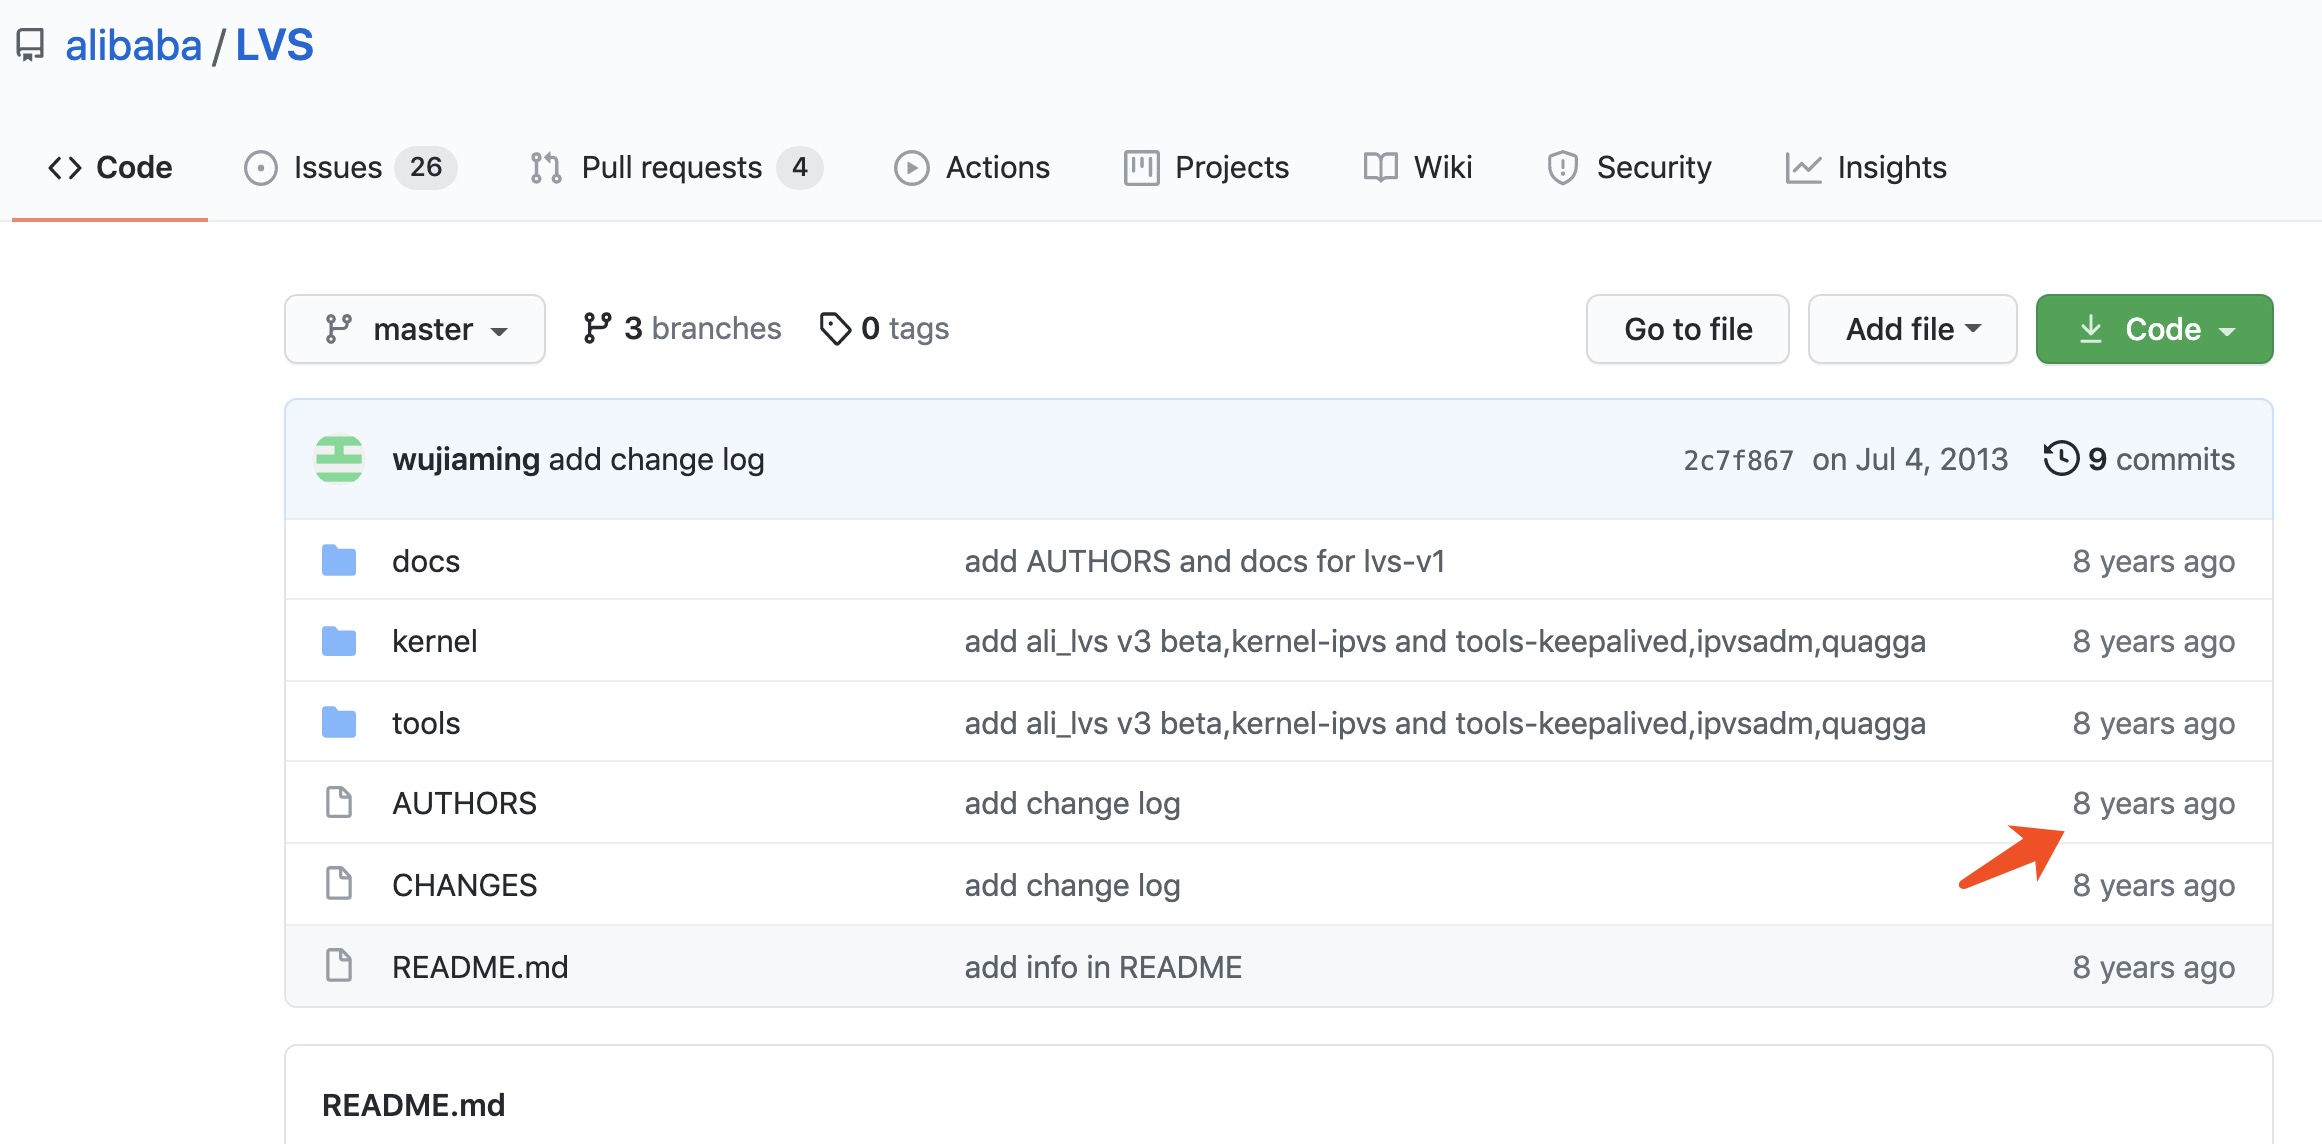 alibaba / LVS
Code Issues 26 Pull requests 4 Actions Projects Wiki Security Insights
master 3 branches 0 tags Go to file Add file Code
wujiaming add change log 2c7f867 on Jul 4, 2013 9 commits
docs add AUTHORS and docs for lvs-v1 8 years ago
kernel add ali_lvs v3 beta,kernel-ipvs and tools-keepalived,ipvsadm,quagga 8 years ago
tools add ali_lvs v3 beta,kernel-ipvs and tools-keepalived,ipvsadm,quagga 8 years ago
AUTHORS add change log 8 years ago
CHANGES add change log 8 years ago
README.md add info in README 8 years ago
README.md